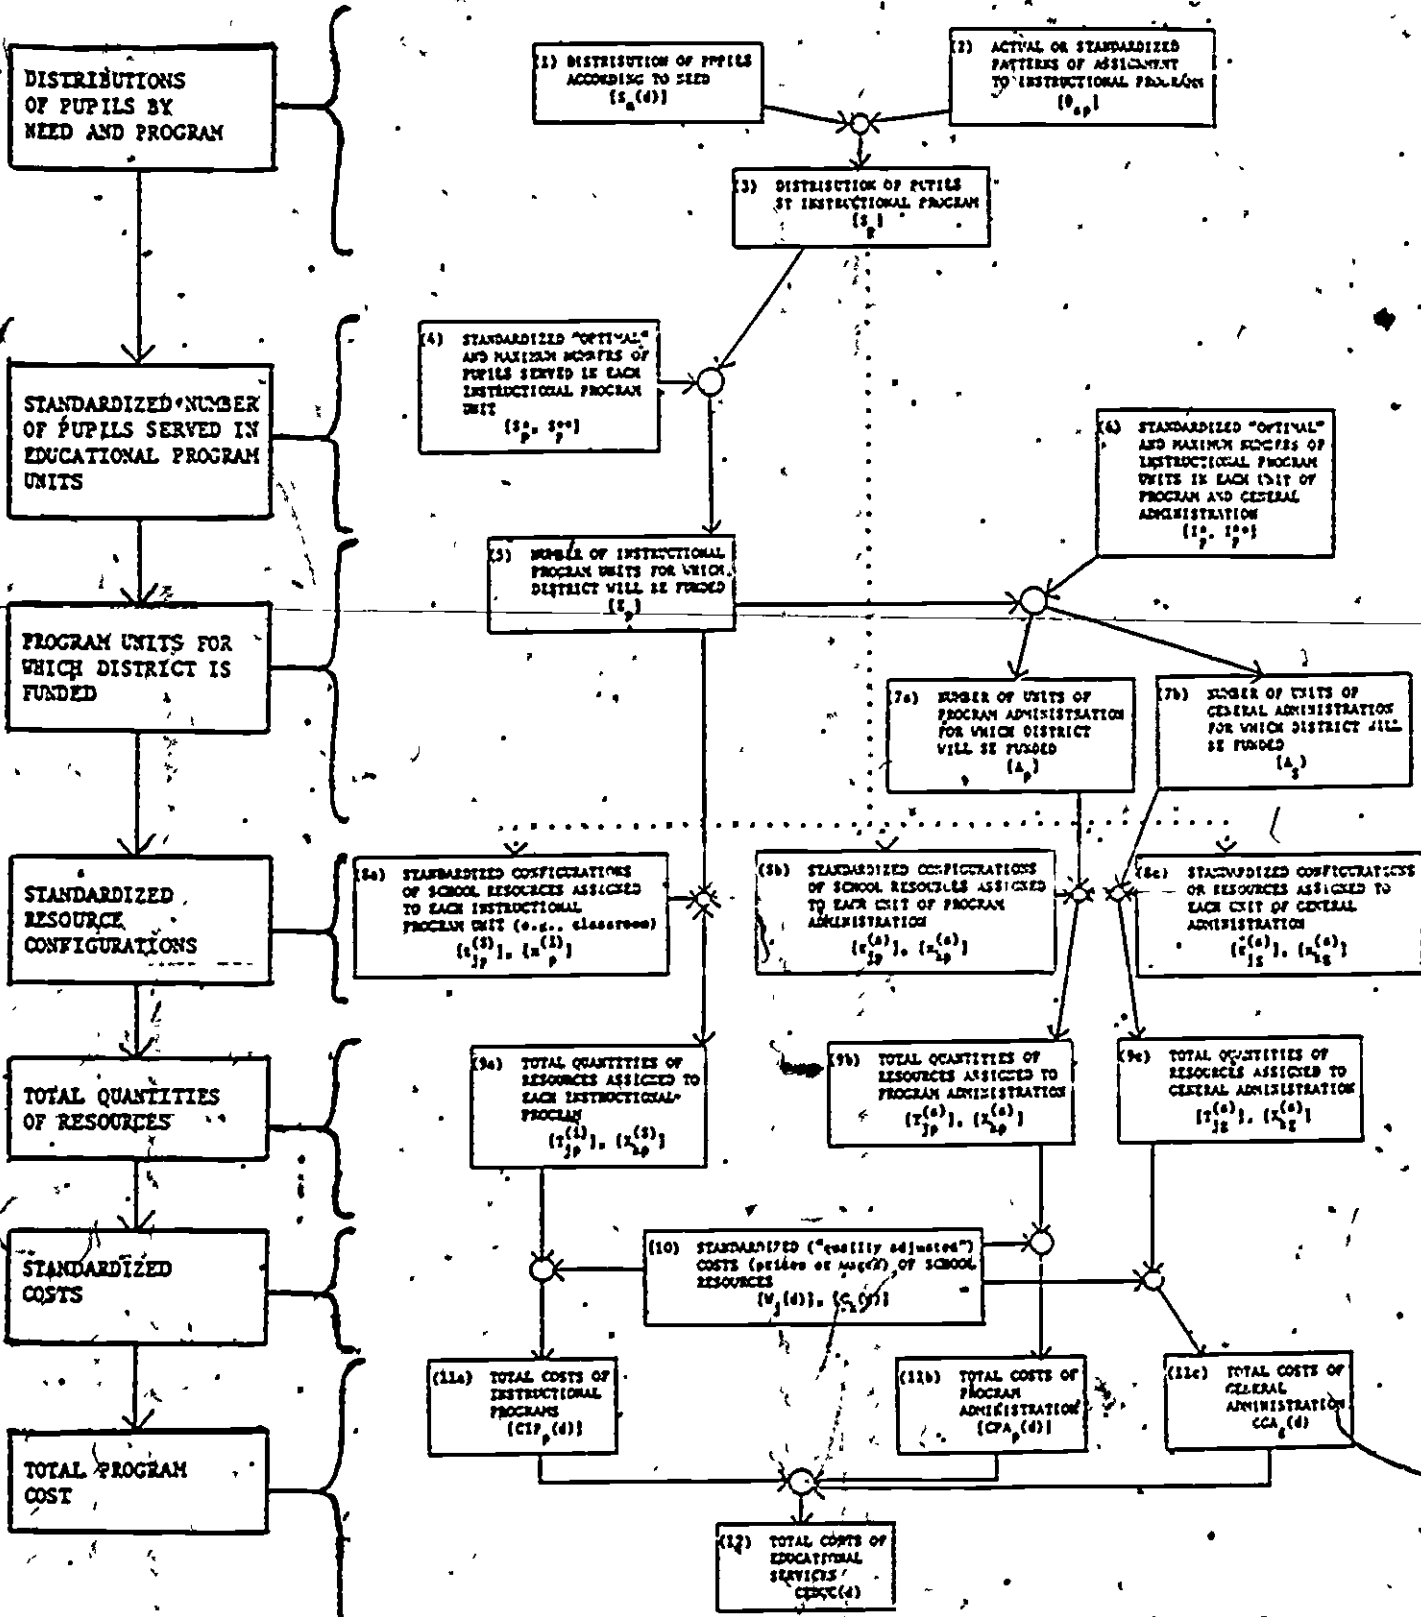 DISTRIBUTIONS
OF PUPILS BY
NEED AND PROGRAM
STANDARDIZED NUMBER
OF PUPILS SERVED IN
EDUCATIONAL PROGRAM
UNITS
PROGRAM UNITS FOR
WHICH DISTRICT IS
FUNDED
STANDARDIZED
RESOURCE
CONFIGURATIONS
TOTAL QUANTITIES
OF RESOURCES
STANDARDIZED
COSTS
TOTAL PROGRAM
COST
(1) DISTRIBUTION OF PUPILS
ACCORDING TO NEED
[S_n(d)]
(2) ACTUAL OR STANDARDIZED
PATTERNS OF ASSIGNMENT
TO INSTRUCTIONAL PROGRAMS
(3) DISTRIBUTION OF PUPILS
BY INSTRUCTIONAL PROGRAM
(4) STANDARDIZED "OPTIMAL"
AND MAXIMUM NUMBERS OF
PUPILS SERVED IN EACH
INSTRUCTIONAL PROGRAM
UNIT
[S*_p, S**_p]
(5) NUMBER OF INSTRUCTIONAL
PROGRAM UNITS FOR WHICH
DISTRICT WILL BE FUNDED
(6) STANDARDIZED "OPTIMAL"
AND MAXIMUM NUMBERS OF
INSTRUCTIONAL PROGRAM
UNITS IN EACH UNIT OF
PROGRAM AND GENERAL
ADMINISTRATION
[I*_p, I**_p]
(7a) NUMBER OF UNITS OF
PROGRAM ADMINISTRATION
FOR WHICH DISTRICT
WILL BE FUNDED
[A_p]
(7b) NUMBER OF UNITS OF
GENERAL ADMINISTRATION
FOR WHICH DISTRICT WILL
BE FUNDED
(8a) STANDARDIZED CONFIGURATIONS
OF SCHOOL RESOURCES ASSIGNED
TO EACH INSTRUCTIONAL
PROGRAM UNIT (e.g., classroom)
(8b) STANDARDIZED CONFIGURATIONS
OF SCHOOL RESOURCES ASSIGNED
TO EACH UNIT OF PROGRAM
ADMINISTRATION
(8c) STANDARDIZED CONFIGURATIONS
OR RESOURCES ASSIGNED TO
EACH UNIT OF GENERAL
ADMINISTRATION
(9a) TOTAL QUANTITIES OF
RESOURCES ASSIGNED TO
EACH INSTRUCTIONAL
PROGRAM
(9b) TOTAL QUANTITIES OF
RESOURCES ASSIGNED TO
PROGRAM ADMINISTRATION
(9c) TOTAL QUANTITIES OF
RESOURCES ASSIGNED TO
GENERAL ADMINISTRATION
(10) STANDARDIZED ("quality adjusted")
COSTS (prices or wages) OF SCHOOL
RESOURCES
(11a) TOTAL COSTS OF
INSTRUCTIONAL
PROGRAMS
[CIP_p(d)]
(11b) TOTAL COSTS OF
PROGRAM
ADMINISTRATION
[CPA_p(d)]
(11c) TOTAL COSTS OF
GENERAL
ADMINISTRATION
(12) TOTAL COSTS OF
EDUCATIONAL
SERVICES